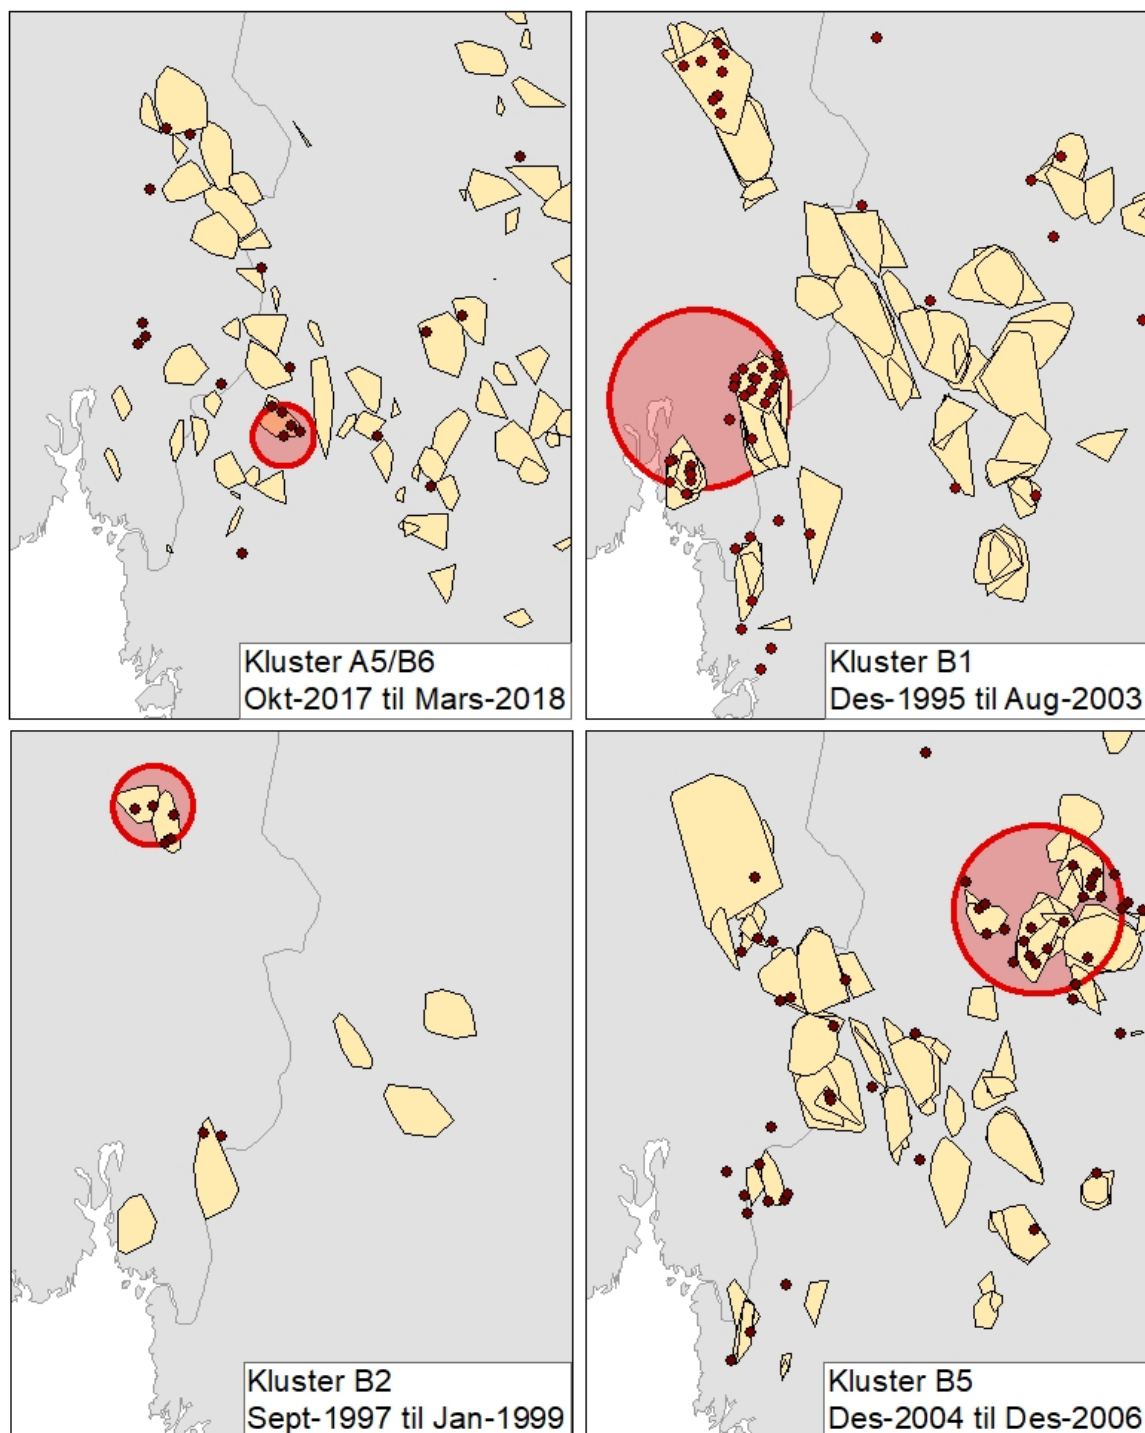 Kluster A5/B6
Okt-2017 til Mars-2018
Kluster B1
Des-1995 til Aug-2003
Kluster B2
Sept-1997 til Jan-1999
Kluster B5
Des-2004 til Des-2006